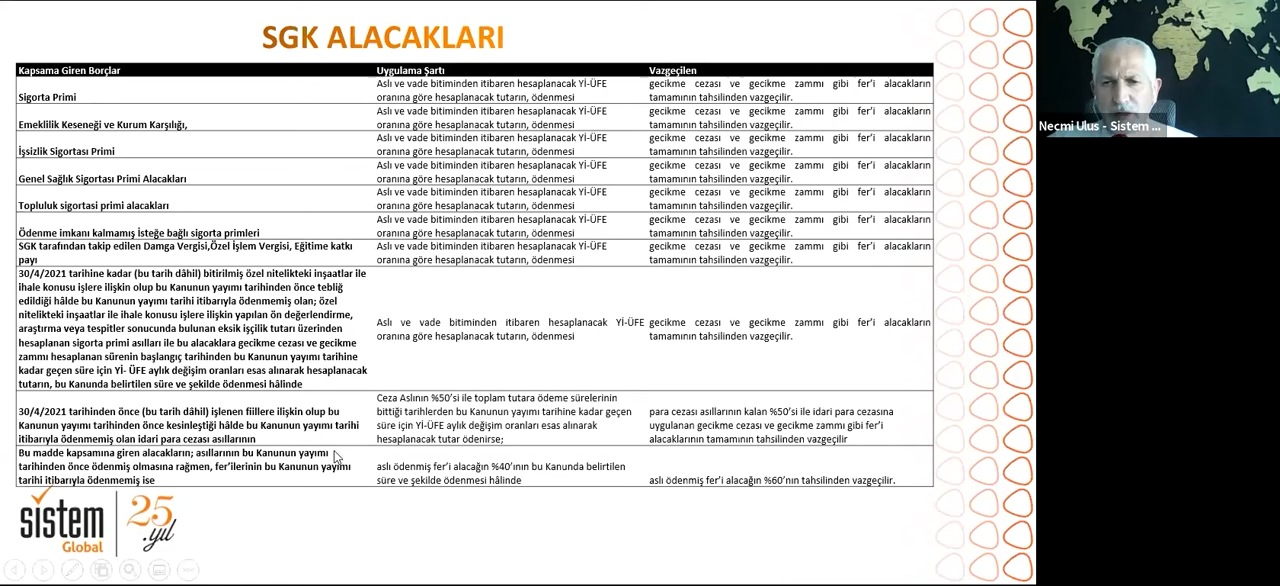 SGK ALACAKLARI
Kapsama Giren Borçlar Uygulama Şartı Vazgeçilen
Sigorta Primi
Aslı ve vade bitiminden itibaren hesaplanacak Yİ-ÜFE
oranına göre hesaplanacak tutarın, ödenmesi
gecikme cezası ve gecikme zammı gibi fer’i alacakların
tamamının tahsilinden vazgeçilir.
Emeklilik Keseneği ve Kurum Karşılığı,
Aslı ve vade bitiminden itibaren hesaplanacak Yİ-ÜFE
oranına göre hesaplanacak tutarın, ödenmesi
gecikme cezası ve gecikme zammı gibi fer’i alacakların
tamamının tahsilinden vazgeçilir.
İşsizlik Sigortası Primi
Aslı ve vade bitiminden itibaren hesaplanacak Yİ-ÜFE
oranına göre hesaplanacak tutarın, ödenmesi
gecikme cezası ve gecikme zammı gibi fer’i alacakların
tamamının tahsilinden vazgeçilir.
Genel Sağlık Sigortası Primi Alacakları
Aslı ve vade bitiminden itibaren hesaplanacak Yİ-ÜFE
oranına göre hesaplanacak tutarın, ödenmesi
gecikme cezası ve gecikme zammı gibi fer’i alacakların
tamamının tahsilinden vazgeçilir.
Topluluk sigortasi primi alacakları
Aslı ve vade bitiminden itibaren hesaplanacak Yİ-ÜFE
oranına göre hesaplanacak tutarın, ödenmesi
gecikme cezası ve gecikme zammı gibi fer’i alacakların
tamamının tahsilinden vazgeçilir.
Ödenme imkanı kalmamış İsteğe bağlı sigorta primleri
Aslı ve vade bitiminden itibaren hesaplanacak Yİ-ÜFE
oranına göre hesaplanacak tutarın, ödenmesi
gecikme cezası ve gecikme zammı gibi fer’i alacakların
tamamının tahsilinden vazgeçilir.
SGK tarafından takip edilen Damga Vergisi,Özel İşlem Vergisi, Eğitime katkı
payı
Aslı ve vade bitiminden itibaren hesaplanacak Yİ-ÜFE
oranına göre hesaplanacak tutarın, ödenmesi
gecikme cezası ve gecikme zammı gibi fer’i alacakların
tamamının tahsilinden vazgeçilir.
30/4/2021 tarihine kadar (bu tarih dâhil) bitirilmiş özel nitelikteki inşaatlar ile
ihale konusu işlere ilişkin olup bu Kanunun yayımı tarihinden önce tebliğ
edildiği hâlde bu Kanunun yayımı tarihi itibarıyla ödenmemiş olan; özel
nitelikteki inşaatlar ile ihale konusu işlere ilişkin yapılan ön değerlendirme,
araştırma veya tespitler sonucunda bulunan eksik işçilik tutarı üzerinden
hesaplanan sigorta primi asılları ile bu alacaklara gecikme cezası ve gecikme
zammı hesaplanan sürenin başlangıç tarihinden bu Kanunun yayımı tarihine
kadar geçen süre için Yİ- ÜFE aylık değişim oranları esas alınarak hesaplanacak
tutarın, bu Kanunda belirtilen süre ve şekilde ödenmesi hâlinde
Aslı ve vade bitiminden itibaren hesaplanacak Yİ-ÜFE
oranına göre hesaplanacak tutarın, ödenmesi
gecikme cezası ve gecikme zammı gibi fer’i alacakların
tamamının tahsilinden vazgeçilir.
30/4/2021 tarihinden önce (bu tarih dâhil) işlenen fiillere ilişkin olup bu
Kanunun yayımı tarihinden önce kesinleştiği hâlde bu Kanunun yayımı tarihi
itibarıyla ödenmemiş olan idari para cezası asıllarının
Ceza Aslının %50’si ile toplam tutara ödeme sürelerinin
bittiği tarihlerden bu Kanunun yayımı tarihine kadar geçen
süre için Yİ-ÜFE aylık değişim oranları esas alınarak
hesaplanacak tutar ödenirse;
para cezası asıllarının kalan %50’si ile idari para cezasına
uygulanan gecikme cezası ve gecikme zammı gibi fer’i
alacaklarının tamamının tahsilinden vazgeçilir
Bu madde kapsamına giren alacakların; asıllarının bu Kanunun yayımı
tarihinden önce ödenmiş olmasına rağmen, fer’ilerinin bu Kanunun yayımı
tarihi itibarıyla ödenmemiş ise
aslı ödenmiş fer’i alacağın %40’ının bu Kanunda belirtilen
süre ve şekilde ödenmesi hâlinde
aslı ödenmiş fer’i alacağın %60’nın tahsilinden vazgeçilir.
sistem
Global
25
.yıl
Necmi Ulus - Sistem ...